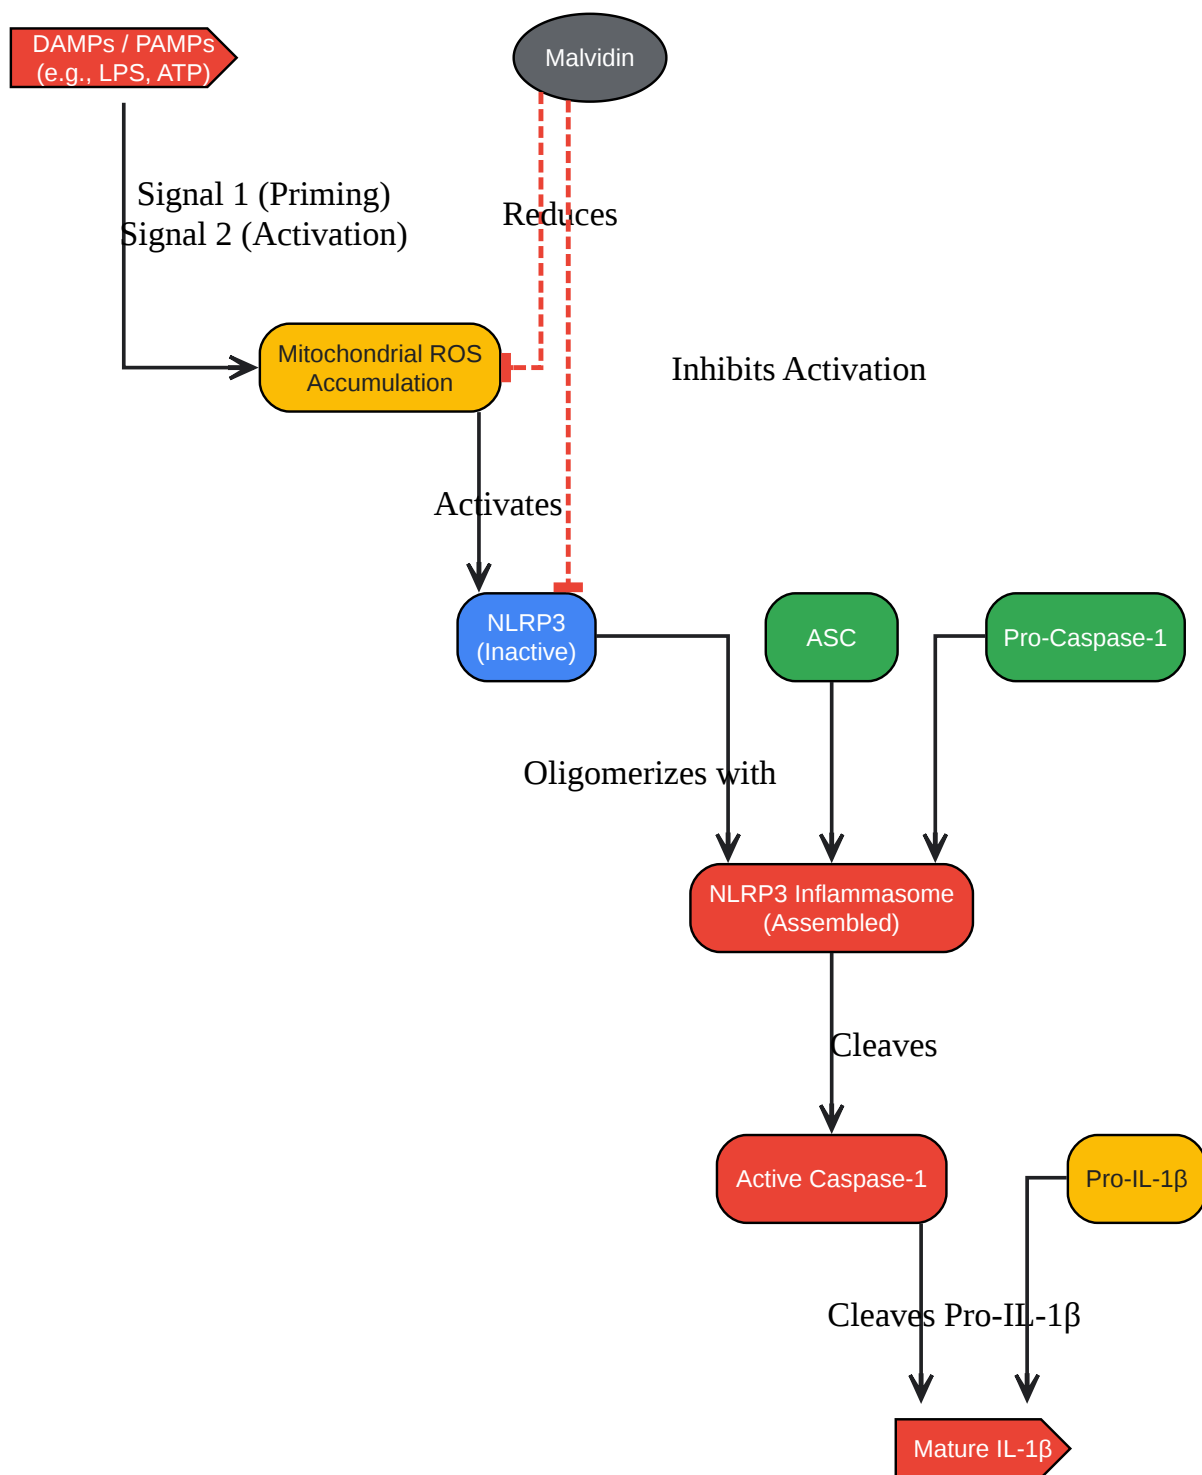 DAMPs / PAMPs
(e.g., LPS, ATP)
Malvidin
Signal 1 (Priming)
Signal 2 (Activation)
Reduces
Mitochondrial ROS
Accumulation
Inhibits Activation
Activates
NLRP3
(Inactive)
ASC
Pro-Caspase-1
Oligomerizes with
NLRP3 Inflammasome
(Assembled)
Cleaves
Active Caspase-1
Pro-IL-1β
Cleaves Pro-IL-1β
Mature IL-1β